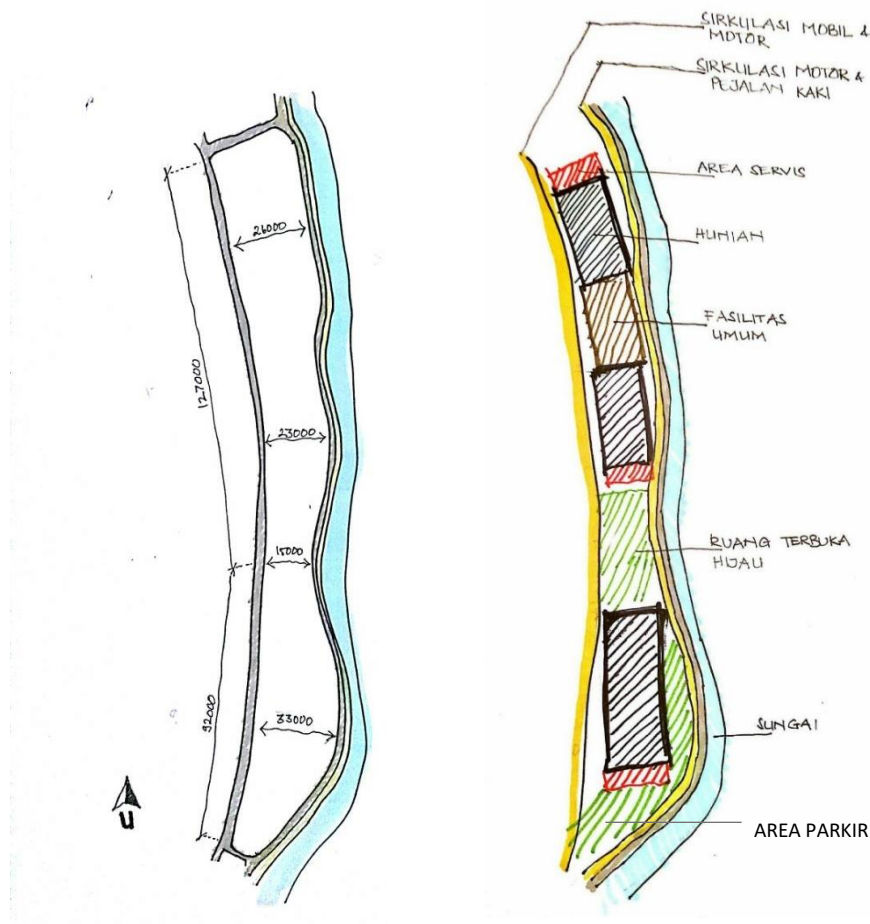 26000
127000
23000
15000
92000
33000
U
SIRKULASI MOBIL &
MOTOR
SIRKULASI MOTOR &
PEJALAN KAKI
AREA SERVIS
HUNIAN
FASILITAS
UMUM
RUANG TERBUKA
HIJAU
SUNGAI
AREA PARKIR